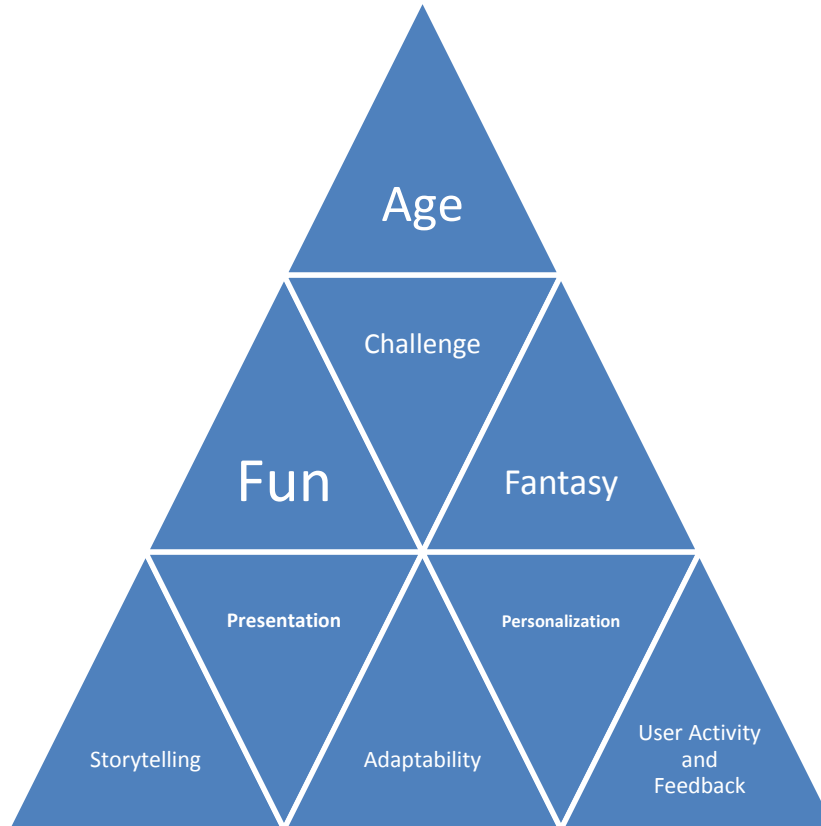 Age
Challenge
Fun
Fantasy
Presentation
Personalization
Storytelling
Adaptability
User Activity
and
Feedback